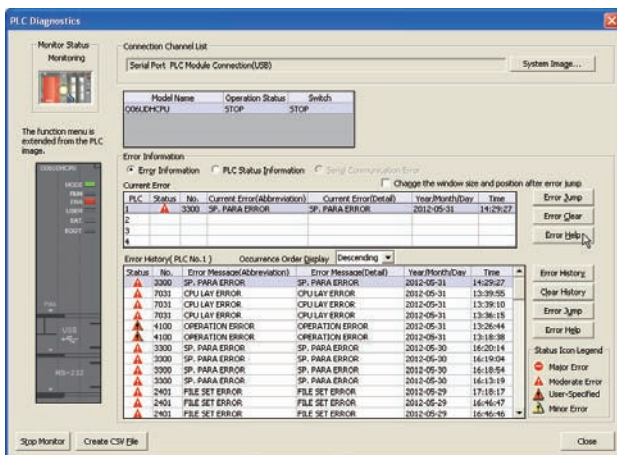 PLC Diagnostics
Monitor Status
Monitoring
Connection Channel List
Serial Port PLC Module Connection(USB)
System Image...
Model Name Operation Status Switch
Q06UDHCPU STOP STOP
The function menu is
extended from the PLC
image.
Q06UDHCPU
MODE
RUN
ERR.
USER
BAT.
BOOT
USB
RS-232
Error Information
Error Information PLC Status Information Serial Communication Error
Current Error
Change the window size and position after error jump
PLC Status No. Current Error(Abbreviation) Current Error(Detail) Year/Month/Day Time
1 3300 SP. PARA ERROR SP. PARA ERROR 2012-05-31 14:29:27
2
3
4
Error Jump
Error Clear
Error Help
Error History( PLC No.1 ) Occurrence Order Display Descending
Status No. Error Message(Abbreviation) Error Message(Detail) Year/Month/Day Time
3300 SP. PARA ERROR SP. PARA ERROR 2012-05-31 14:29:27
7031 CPU LAY ERROR CPU LAY ERROR 2012-05-31 13:39:55
7031 CPU LAY ERROR CPU LAY ERROR 2012-05-31 13:39:10
7031 CPU LAY ERROR CPU LAY ERROR 2012-05-31 13:36:15
4100 OPERATION ERROR OPERATION ERROR 2012-05-31 13:26:44
4100 OPERATION ERROR OPERATION ERROR 2012-05-31 13:18:38
3300 SP. PARA ERROR SP. PARA ERROR 2012-05-30 16:20:14
3300 SP. PARA ERROR SP. PARA ERROR 2012-05-30 16:19:04
3300 SP. PARA ERROR SP. PARA ERROR 2012-05-30 16:18:54
3300 SP. PARA ERROR SP. PARA ERROR 2012-05-30 16:13:19
2401 FILE SET ERROR FILE SET ERROR 2012-05-29 17:18:17
2401 FILE SET ERROR FILE SET ERROR 2012-05-29 16:46:47
2401 FILE SET ERROR FILE SET ERROR 2012-05-29 16:46:46
Error History
Clear History
Error Jump
Error Help
Status Icon Legend
Major Error
Moderate Error
User-Specified
Minor Error
Stop Monitor
Create CSV File
Close